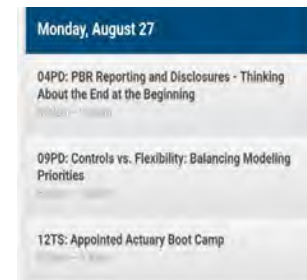 Monday, August 27
04PD: PBR Reporting and Disclosures - Thinking
About the End at the Beginning
09PD: Controls vs. Flexibility: Balancing Modeling
Priorities
12TS: Appointed Actuary Boot Camp